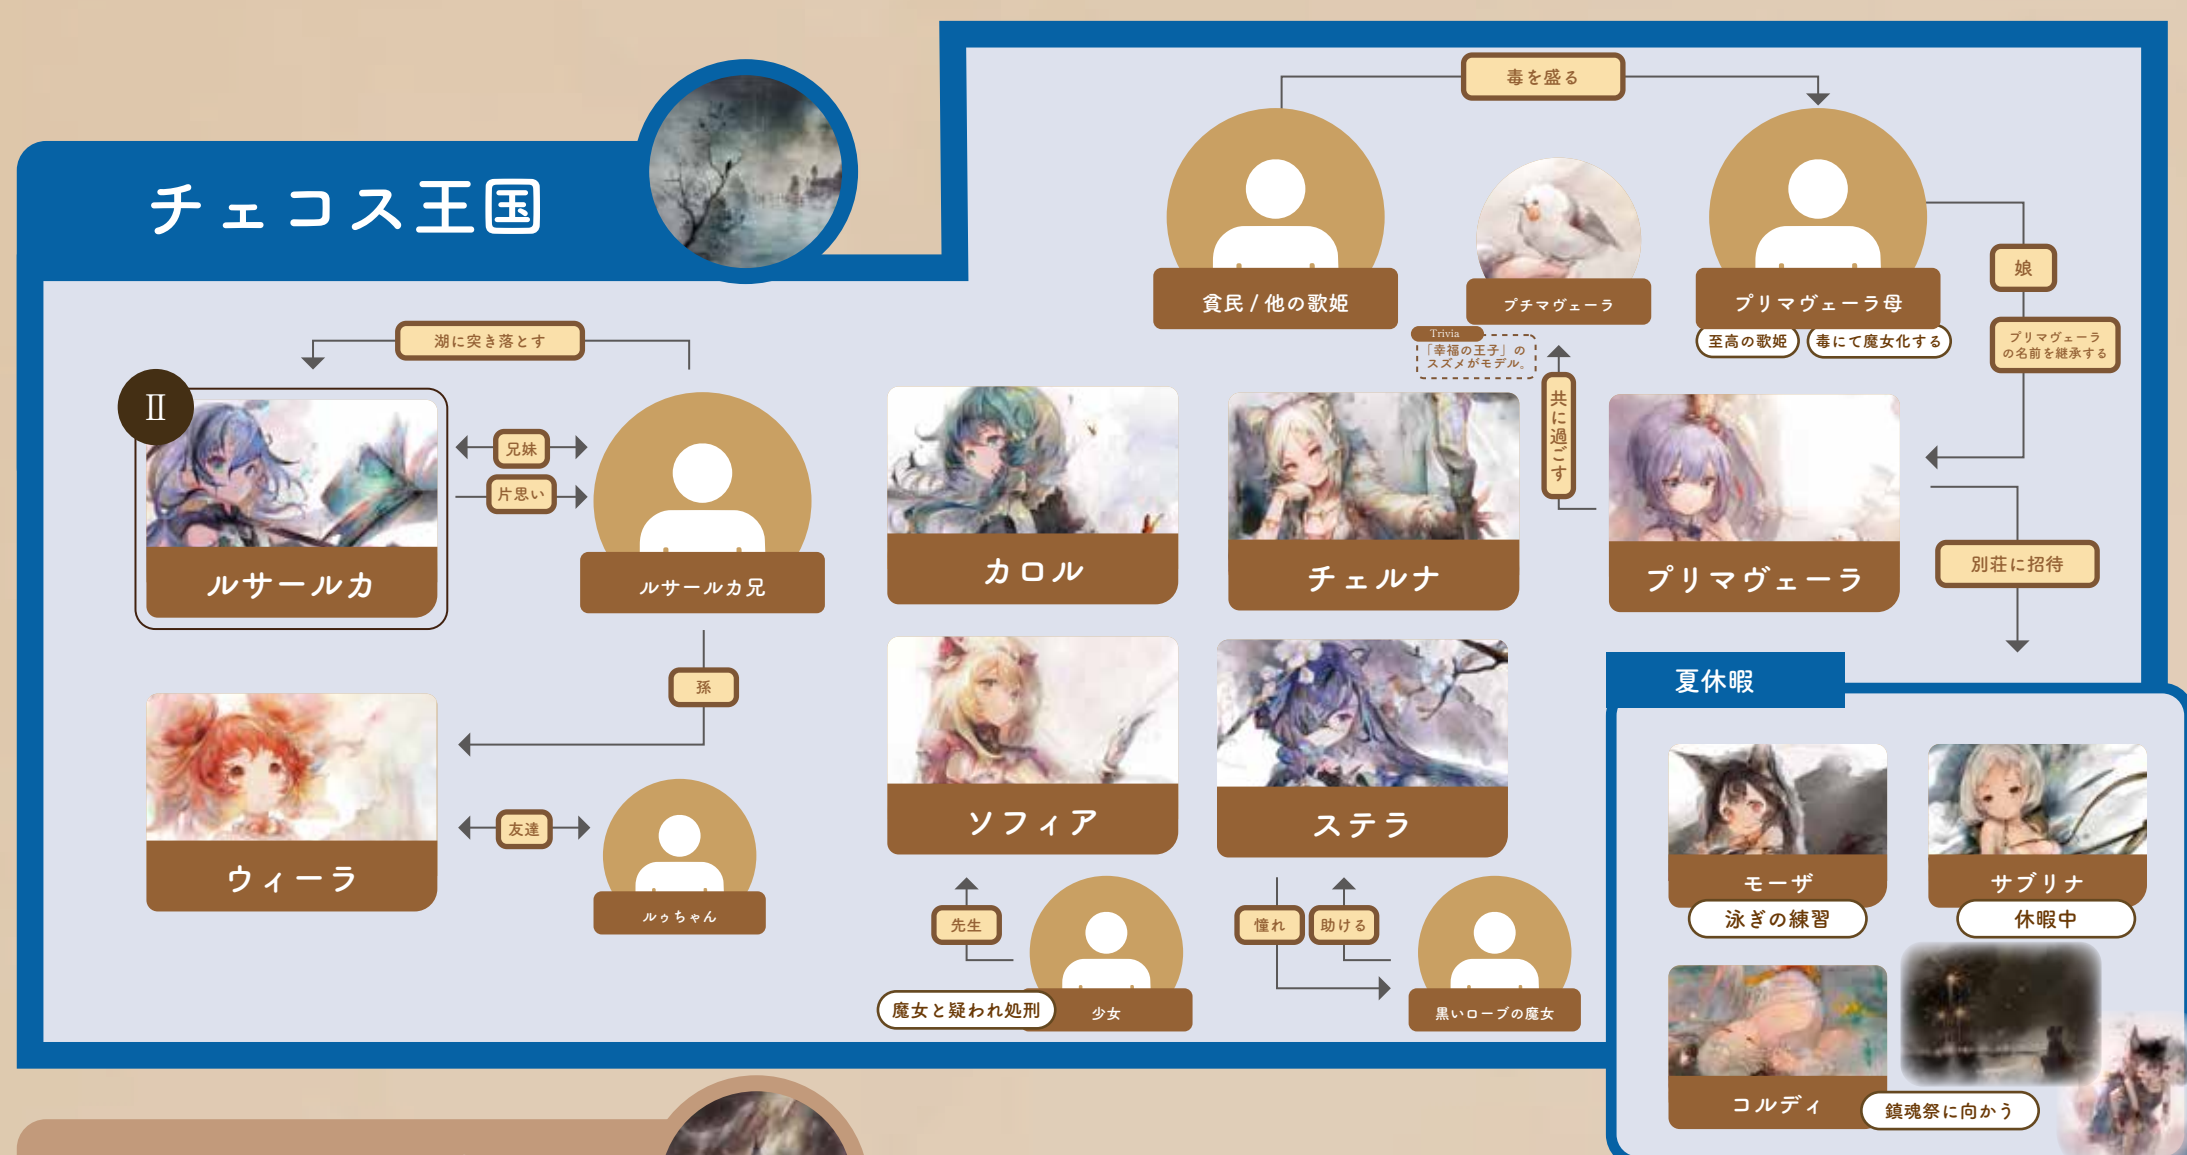 チェコス王国
毒を盛る
貧民 / 他の歌姫
プチマヴェーラ
Trivia
「幸福の王子」の
スズメがモデル。
プリマヴェーラ母
至高の歌姫
毒にて魔女化する
娘
プリマヴェーラ
の名前を継承する
湖に突き落とす
II
ルサールカ
兄妹
片思い
ルサールカ兄
カロル
チェルナ
共に過ごす
プリマヴェーラ
別荘に招待
孫
ウィーラ
友達
ルゥちゃん
ソフィア
ステラ
先生
魔女と疑われ処刑
少女
憧れ
助ける
黒いローブの魔女
夏休暇
モーザ
泳ぎの練習
サブリナ
休暇中
コルディ
鎮魂祭に向かう